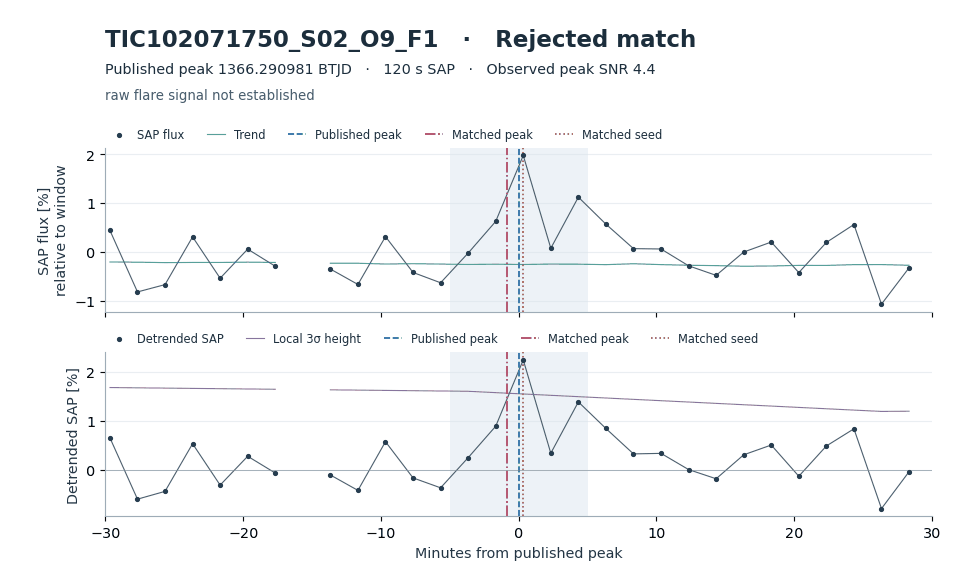 TIC102071750_S02_O9_F1 · Rejected match
Published peak 1366.290981 BTJD · 120 s SAP · Observed peak SNR 4.4
raw flare signal not established
SAP flux Trend Published peak Matched peak Matched seed
2
1
0
−1
SAP flux [%]
relative to window
Detrended SAP Local 3σ height Published peak Matched peak Matched seed
2
1
0
Detrended SAP [%]
−30 −20 −10 0 10 20 30
Minutes from published peak